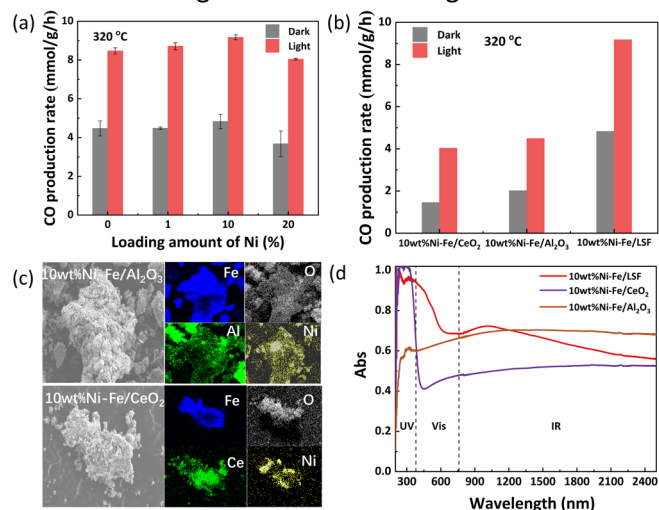 (a)
320 °C
Dark
Light
CO production rate (mmol/g/h)
10
8
6
4
2
0
0
1
10
20
Loading amount of Ni (%)
(b)
Dark
Light
320 °C
CO production rate (mmol/g/h)
10
8
6
4
2
0
10wt%Ni-Fe/CeO₂
10wt%Ni-Fe/Al₂O₃
10wt%Ni-Fe/LSF
(c)
10wt%Ni-Fe/Al₂O₃
Fe
O
Al
Ni
10wt%Ni-Fe/CeO₂
Fe
O
Ce
Ni
(d)
10wt%Ni-Fe/LSF
10wt%Ni-Fe/CeO₂
10wt%Ni-Fe/Al₂O₃
Abs
1.0
0.8
0.6
0.4
0.2
0.0
UV
Vis
IR
300
600
900
1200
1500
1800
2100
2400
Wavelength (nm)